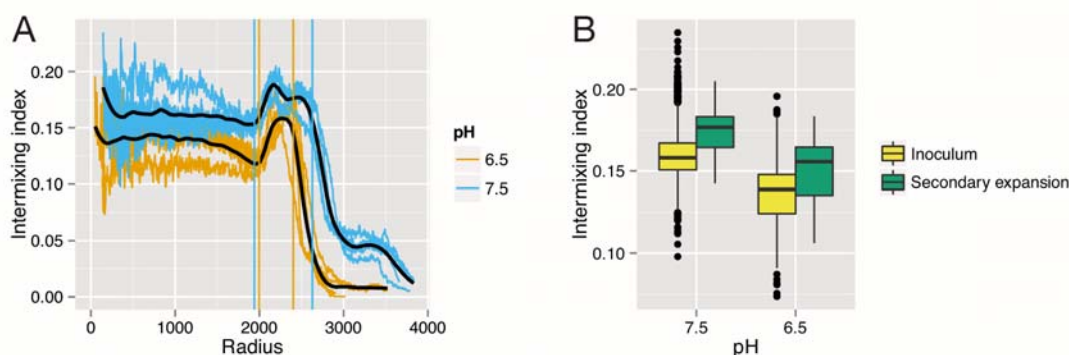 A
Intermixing index
0.20
0.15
0.10
0.05
0.00
0
1000
2000
3000
4000
Radius
pH
6.5
7.5
B
Intermixing index
0.20
0.15
0.10
7.5
6.5
pH
Inoculum
Secondary expansion